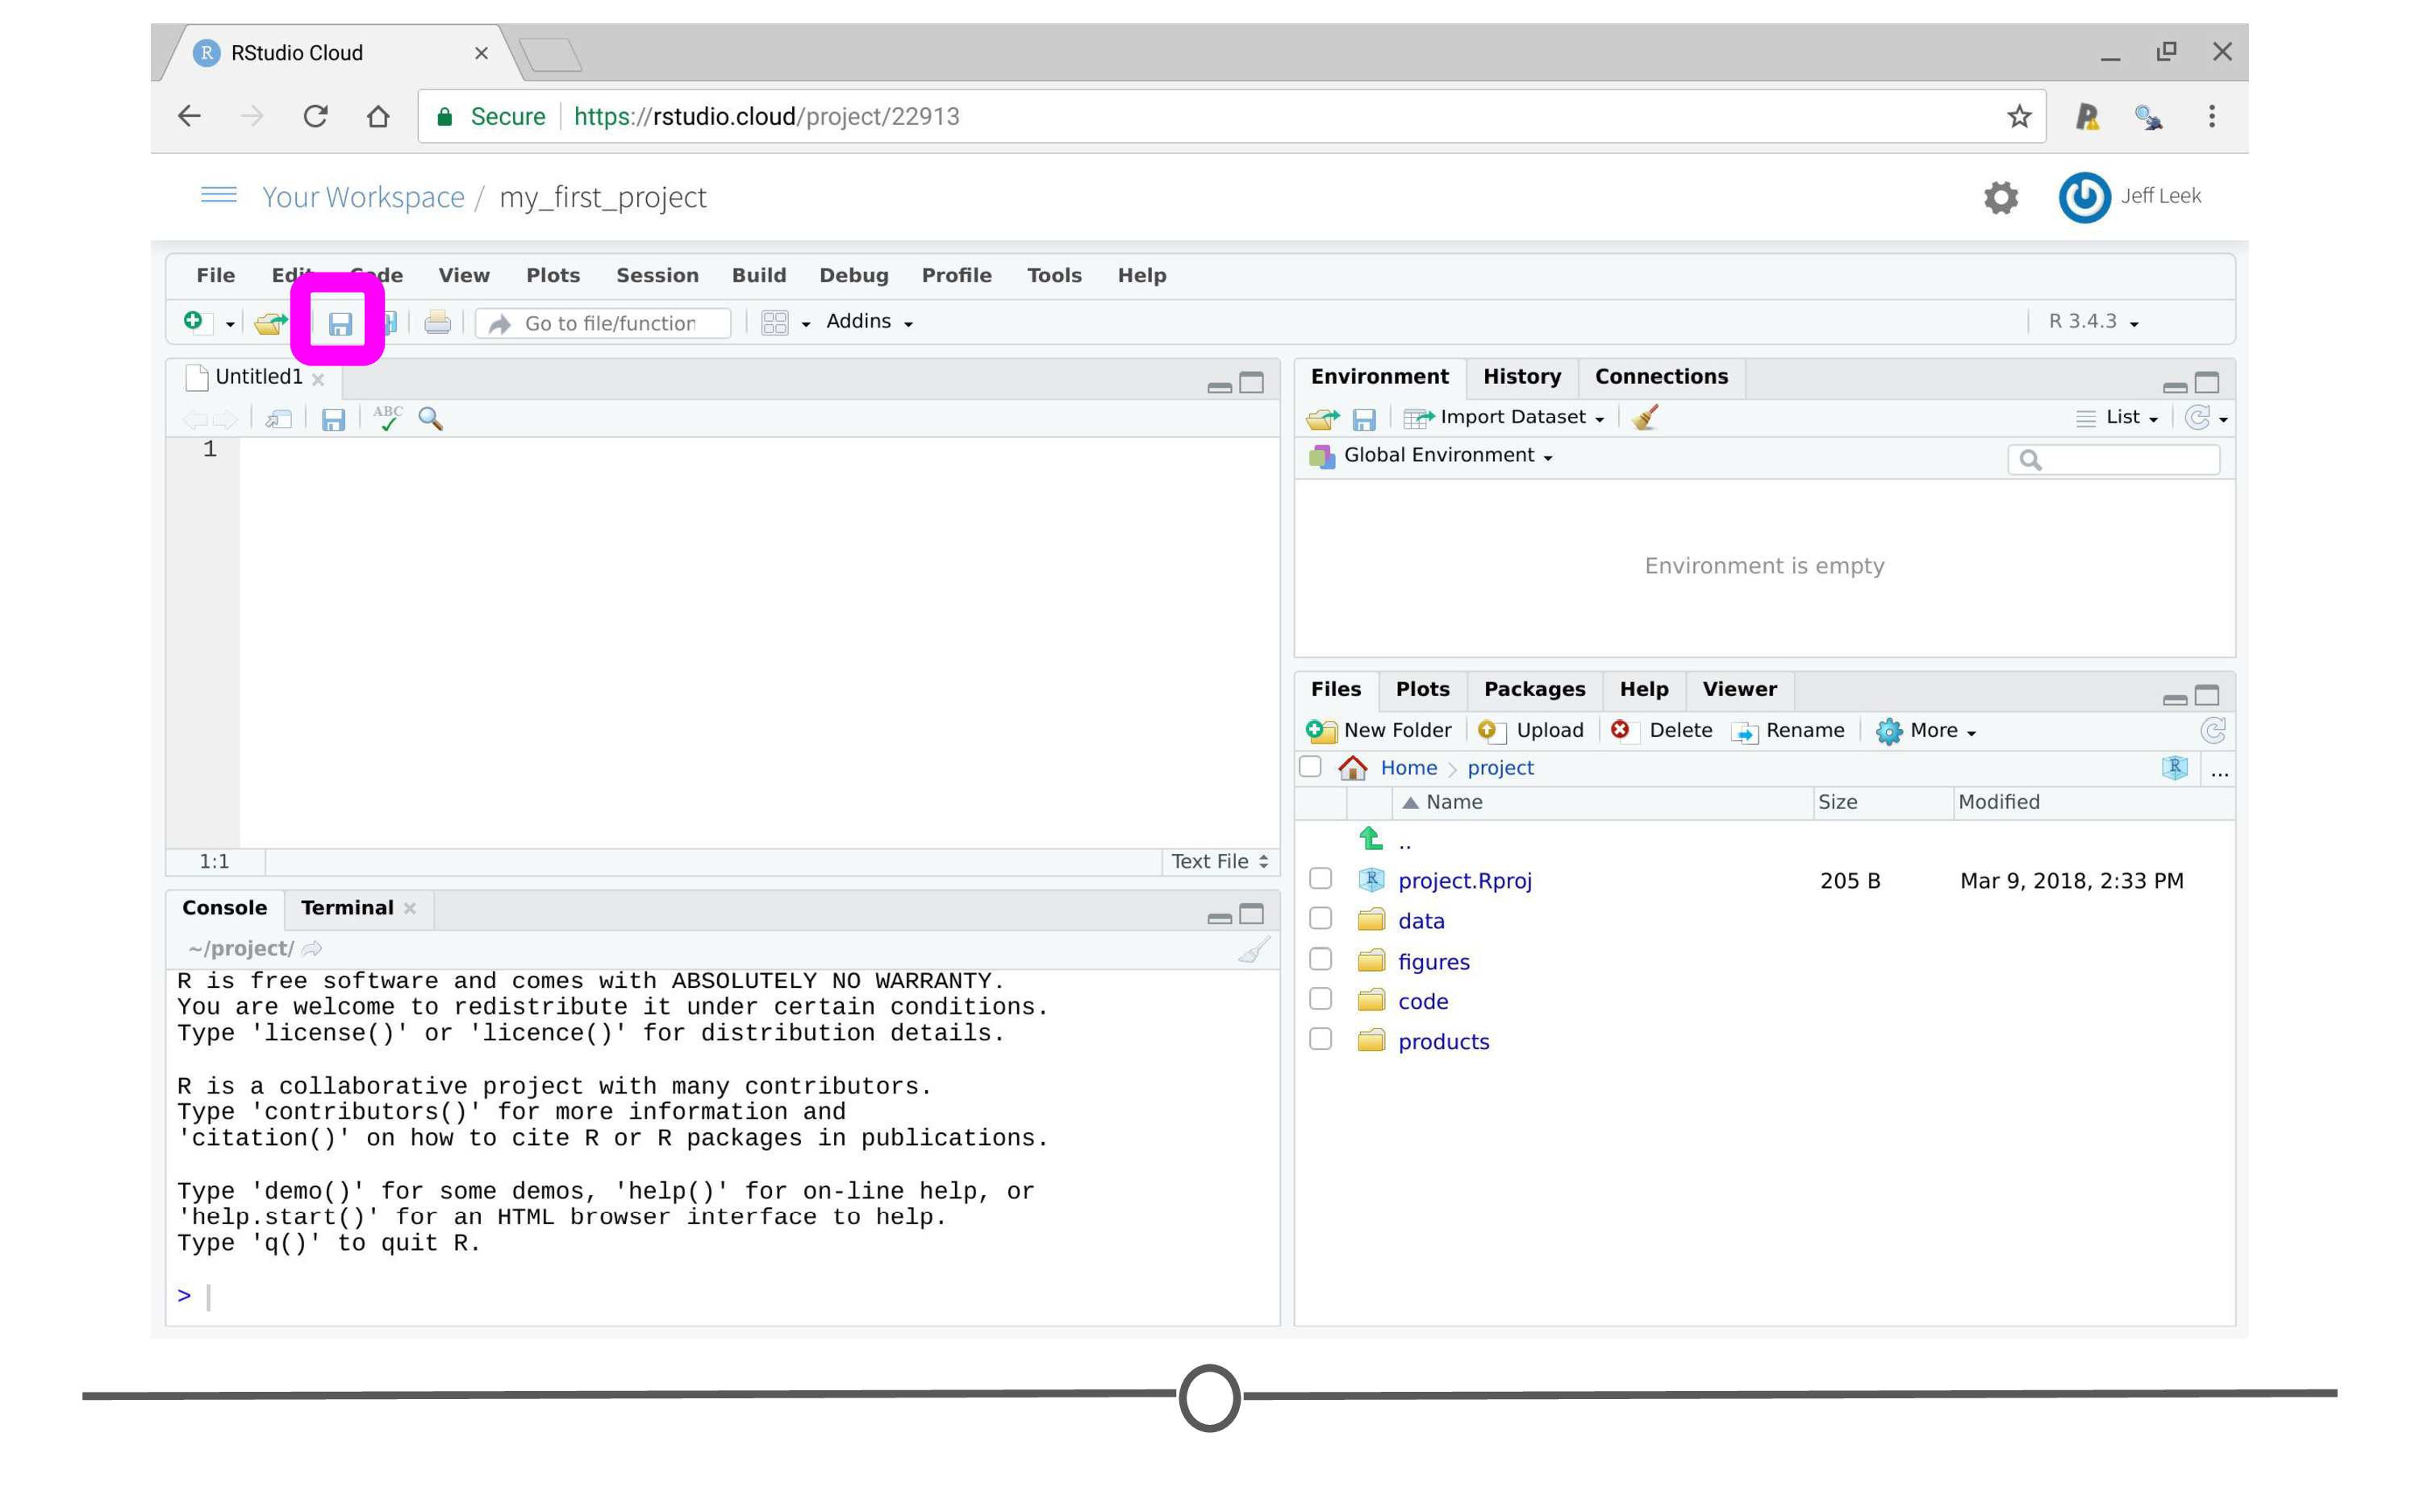 RStudio Cloud
Secure https://rstudio.cloud/project/22913
Your Workspace / my_first_project
Jeff Leek
File Edit Code View Plots Session Build Debug Profile Tools Help
Go to file/function Addins R 3.4.3
Untitled1
ABC
1
1:1 Text File
Console Terminal
~/project/
R is free software and comes with ABSOLUTELY NO WARRANTY.
You are welcome to redistribute it under certain conditions.
Type 'license()' or 'licence()' for distribution details.
R is a collaborative project with many contributors.
Type 'contributors()' for more information and
'citation()' on how to cite R or R packages in publications.
Type 'demo()' for some demos, 'help()' for on-line help, or
'help.start()' for an HTML browser interface to help.
Type 'q()' to quit R.
>
Environment History Connections
Import Dataset List
Global Environment
Environment is empty
Files Plots Packages Help Viewer
New Folder Upload Delete Rename More
Home > project ...
Name Size Modified
..
project.Rproj 205 B Mar 9, 2018, 2:33 PM
data
figures
code
products